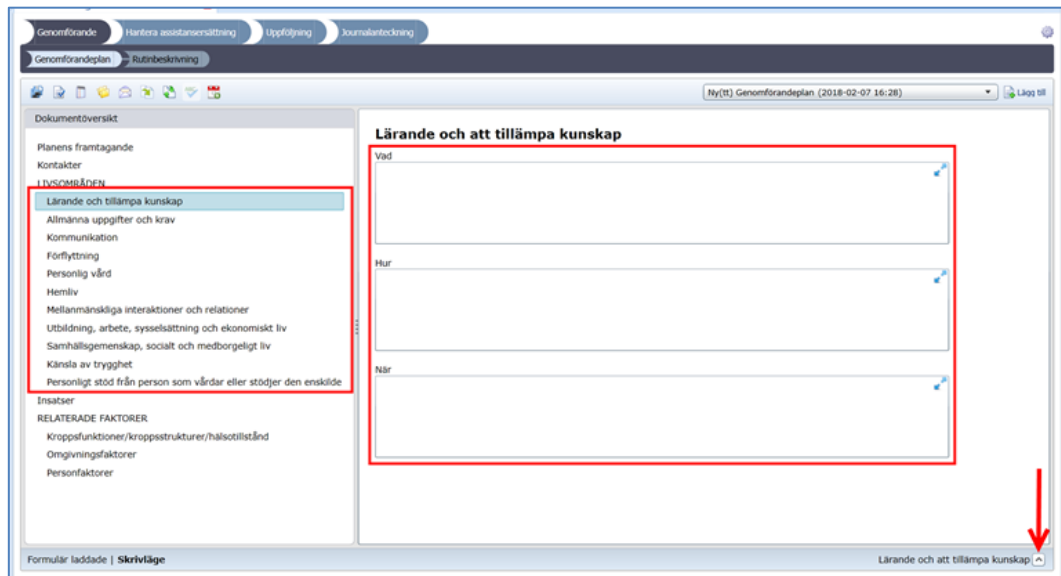 Genomförande
Hantera assistansersättning
Uppföljning
Journalanteckning
Genomförandeplan
Rutinbeskrivning
Ny(tt) Genomförandeplan (2018-02-07 16:28)
Lägg till
Dokumentöversikt
Planens framtagande
Kontakter
LIVSOMRÅDEN
Lärande och tillämpa kunskap
Allmänna uppgifter och krav
Kommunikation
Förflyttning
Personlig vård
Hemliv
Mellanmänskliga interaktioner och relationer
Utbildning, arbete, sysselsättning och ekonomiskt liv
Samhällsgemenskap, socialt och medborgeligt liv
Känsla av trygghet
Personligt stöd från person som vårdar eller stödjer den enskilde
Insatser
RELATERADE FAKTORER
Kroppsfunktioner/kroppsstrukturer/hälsotillstånd
Omgivningsfaktorer
Personfaktorer
Lärande och att tillämpa kunskap
Vad
Hur
När
Formulär laddade | Skrivläge
Lärande och att tillämpa kunskap